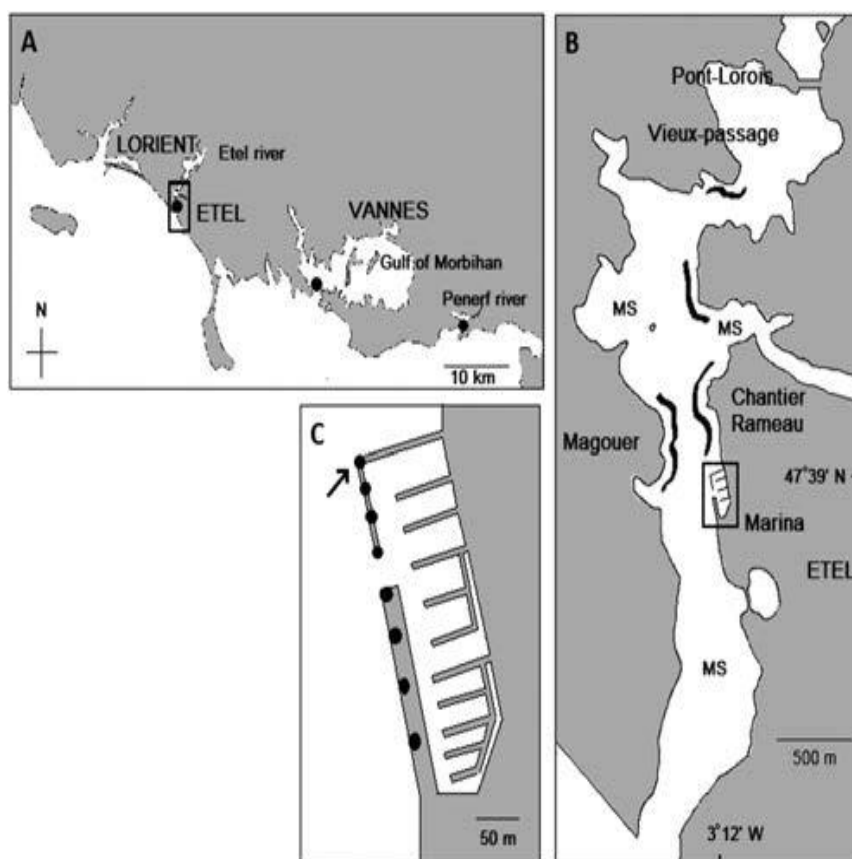 A
LORIENT
Etel river
ETEL
VANNES
Gulf of Morbihan
Penerf river
N
10 km
B
Pont-Lorois
Vieux-passage
MS
MS
Chantier
Rameau
Magouer
47°39' N
Marina
ETEL
MS
500 m
3°12' W
C
50 m